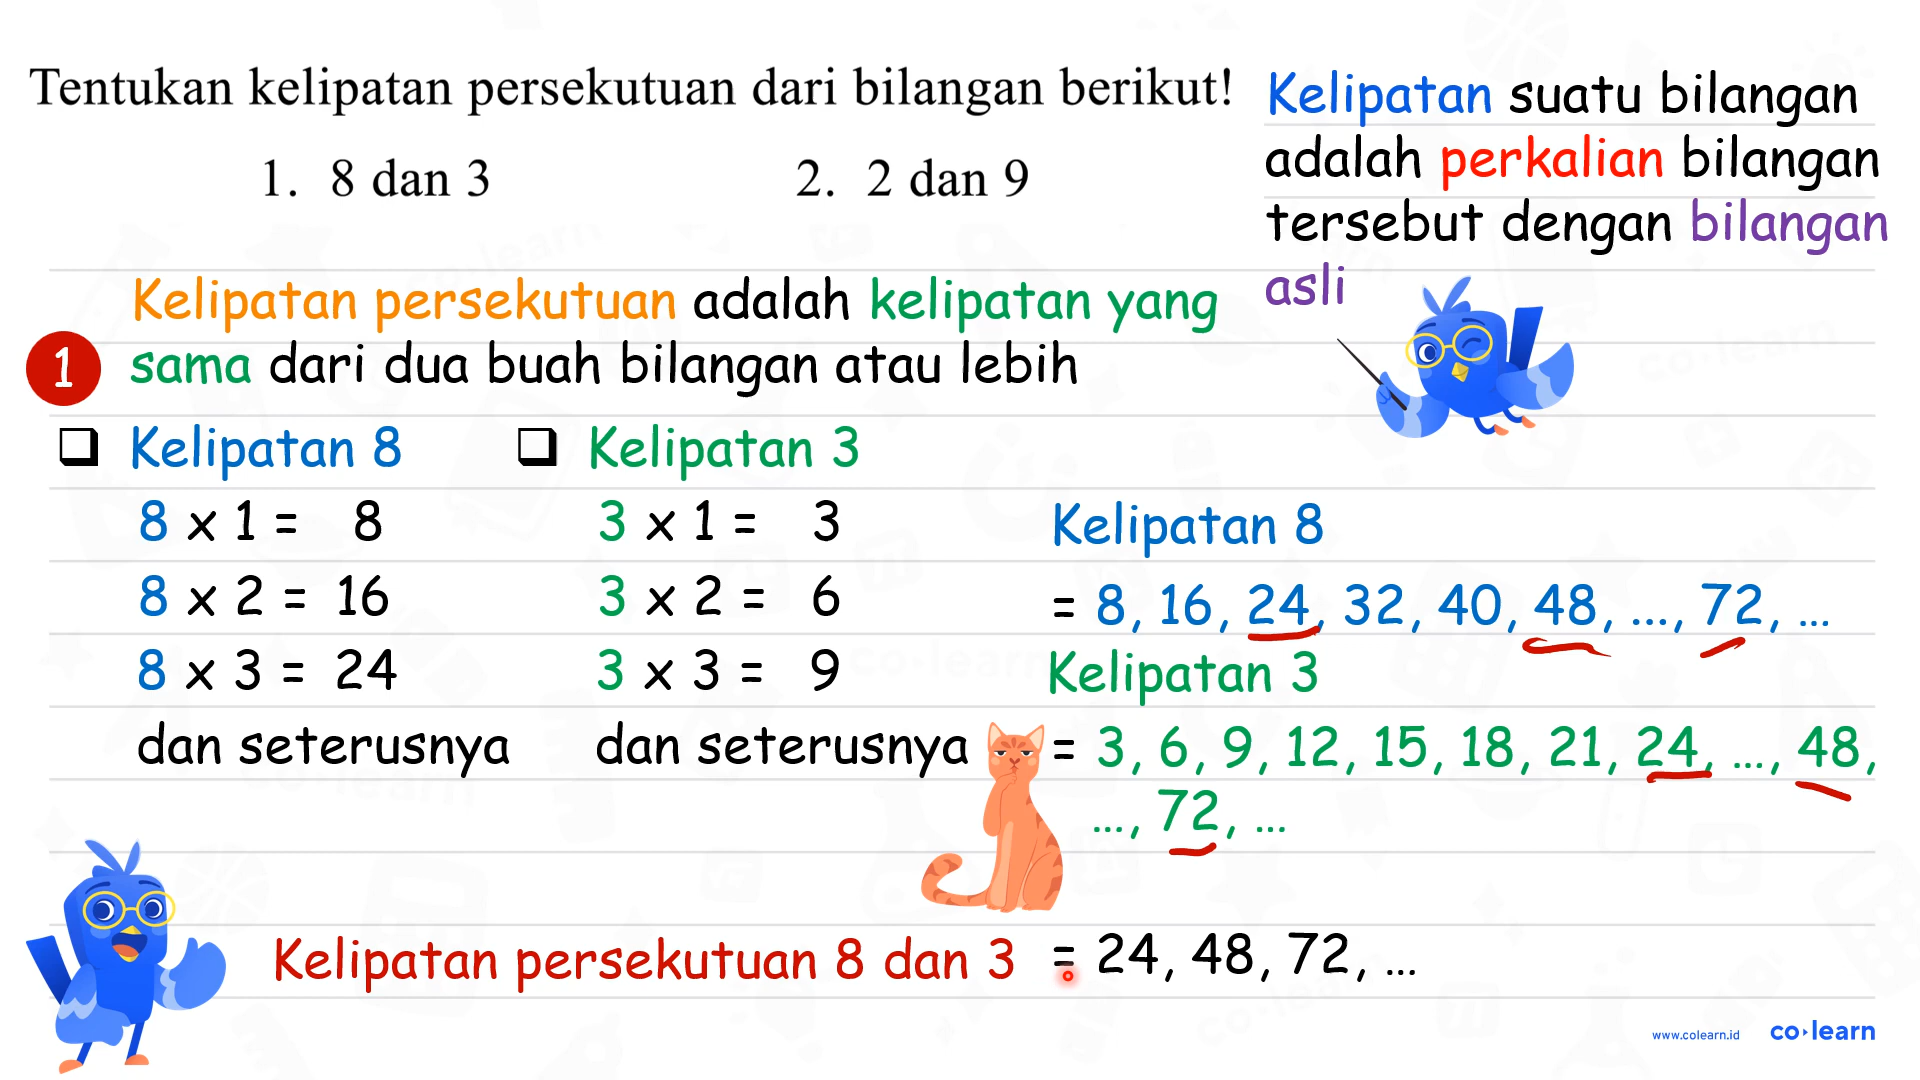 Tentukan kelipatan persekutuan dari bilangan berikut!
1. 8 dan 3
2. 2 dan 9
Kelipatan suatu bilangan
adalah perkalian bilangan
tersebut dengan bilangan
asli
1
Kelipatan persekutuan adalah kelipatan yang
sama dari dua buah bilangan atau lebih
❑ Kelipatan 8
8 x 1 = 8
8 x 2 = 16
8 x 3 = 24
dan seterusnya
❑ Kelipatan 3
3 x 1 = 3
3 x 2 = 6
3 x 3 = 9
dan seterusnya
Kelipatan 8
= 8, 16, 24, 32, 40, 48, ..., 72, ...
Kelipatan 3
= 3, 6, 9, 12, 15, 18, 21, 24, ..., 48,
..., 72, ...
Kelipatan persekutuan 8 dan 3 = 24, 48, 72, ...
www.colearn.id
co·learn